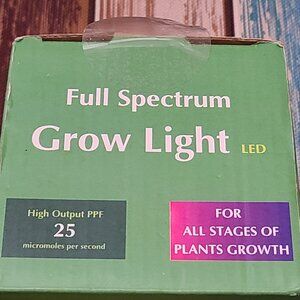 Full Spectrum
Grow Light LED
High Output PPF
25
micromoles per second
FOR
ALL STAGES OF
PLANTS GROWTH